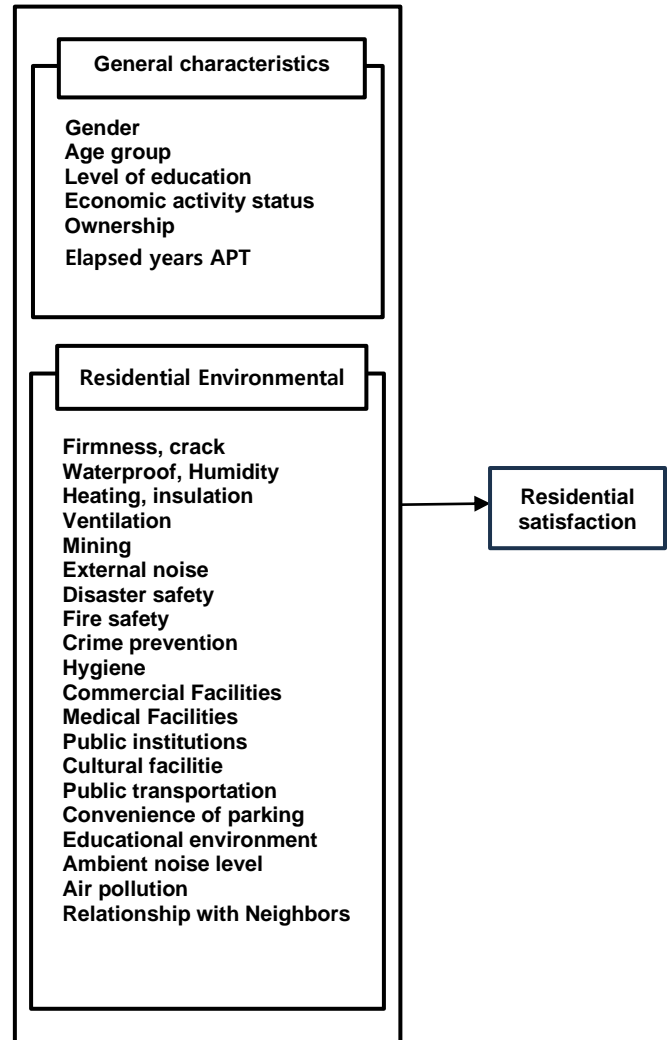 General characteristics
Gender
Age group
Level of education
Economic activity status
Ownership
Elapsed years APT
Residential Environmental
Firmness, crack
Waterproof, Humidity
Heating, insulation
Ventilation
Mining
External noise
Disaster safety
Fire safety
Crime prevention
Hygiene
Commercial Facilities
Medical Facilities
Public institutions
Cultural facilitie
Public transportation
Convenience of parking
Educational environment
Ambient noise level
Air pollution
Relationship with Neighbors
Residential
satisfaction